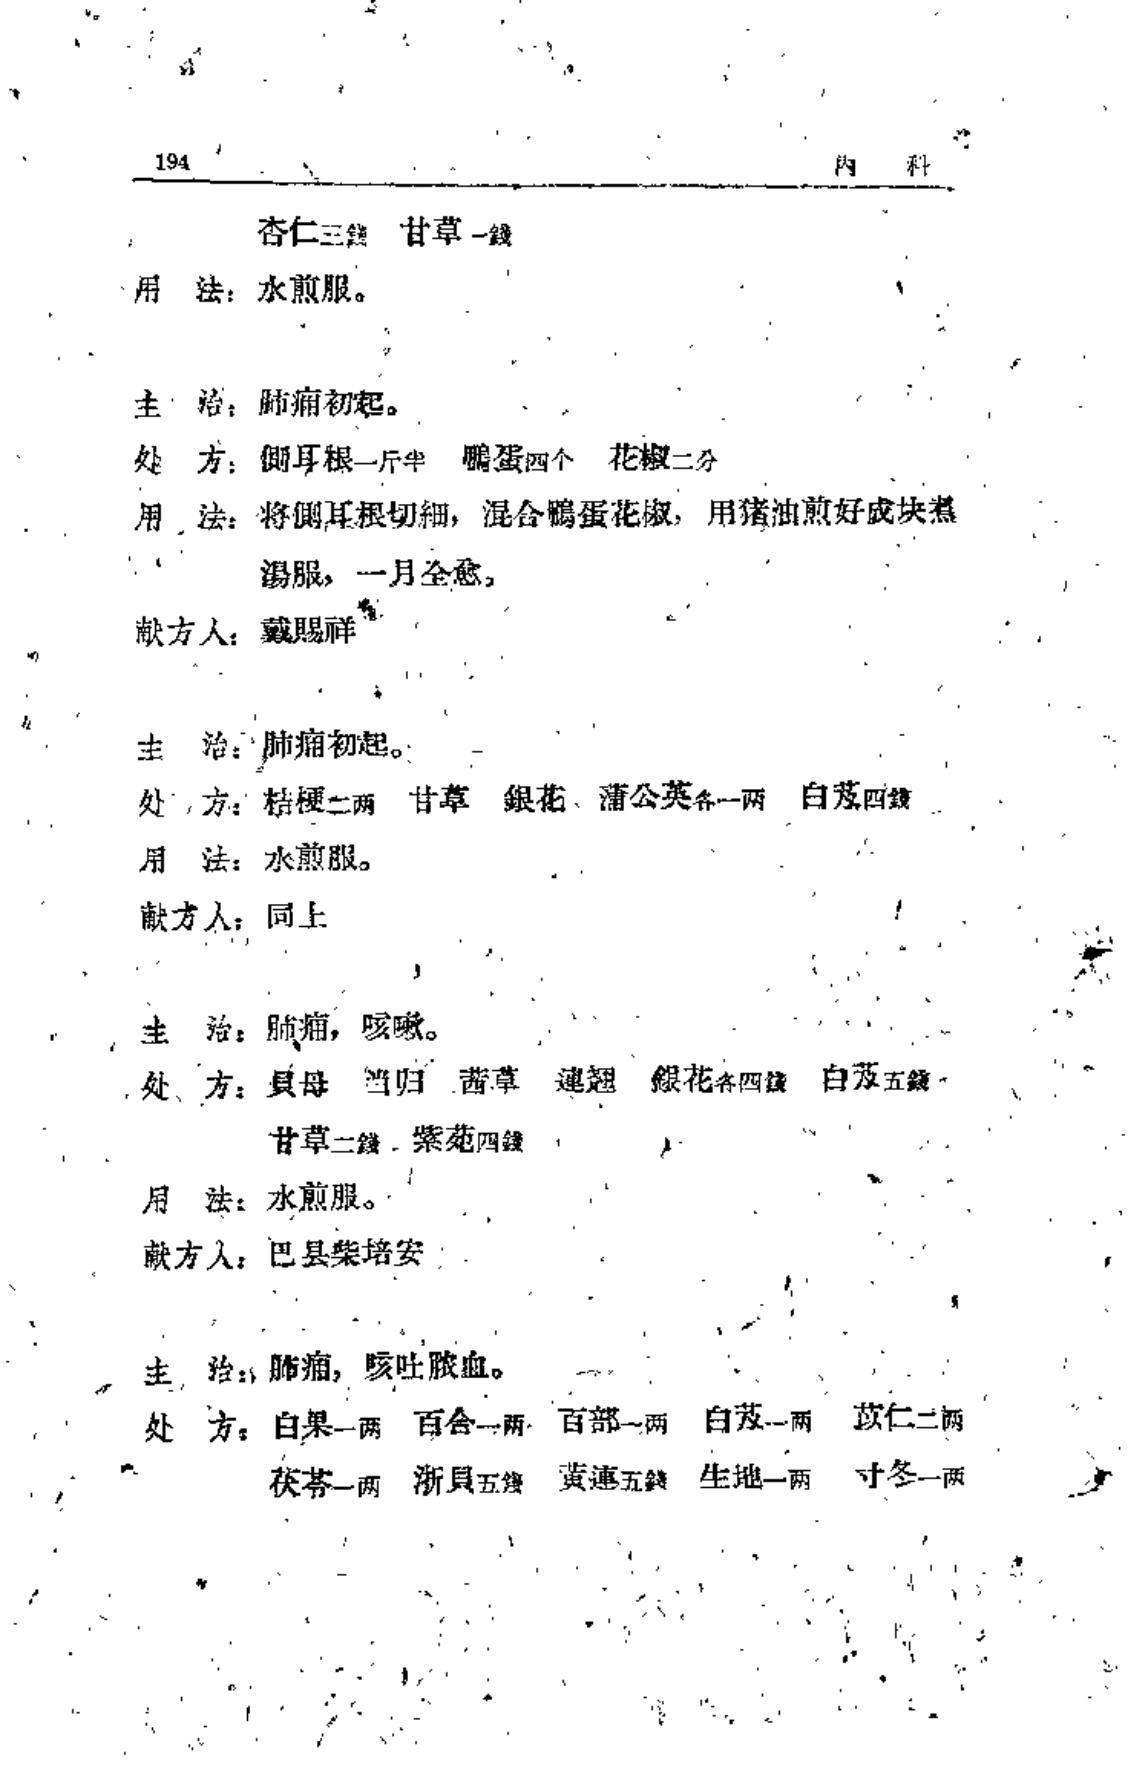 194 内科
杏仁三錢 甘草一錢
用法：水煎服。
主治：肺痈初起。
处方：側耳根一斤半 鴨蛋四个 花椒二分
用法：将側耳根切細，混合鴨蛋花椒，用猪油煎好成块煮
湯服，一月全愈。
献方人：戴賜祥
主治：肺痈初起。
处方：桔梗二两 甘草 銀花 蒲公英各一两 白芨四錢
用法：水煎服。
献方人：同上
主治：肺痈，咳嗽。
处方：貝母 当归 茜草 連翘 銀花各四錢 白芨五錢
甘草二錢 紫菀四錢
用法：水煎服。
献方人：巴县柴培安
主治：肺痈，咳吐脓血。
处方：白果一两 百合一两 百部一两 白芨一两 苡仁二两
茯苓一两 浙貝五錢 黄連五錢 生地一两 寸冬一两